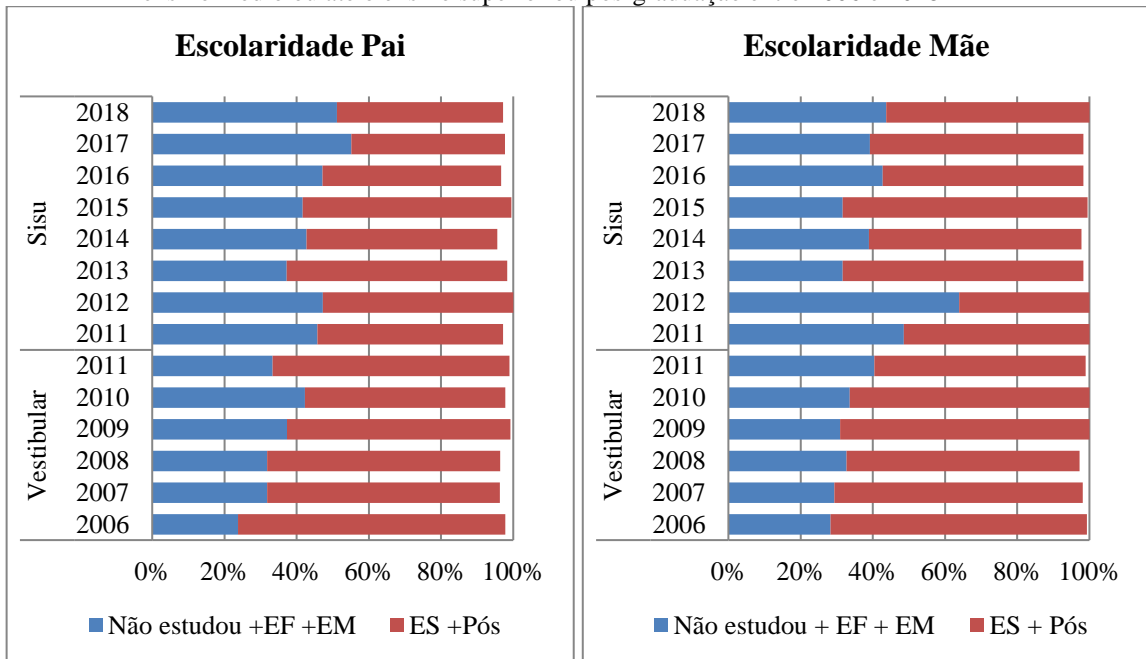 Escolaridade Pai
Sisu
2018
2017
2016
2015
2014
2013
2012
2011
Vestibular
2011
2010
2009
2008
2007
2006
0% 20% 40% 60% 80% 100%
Não estudou +EF +EM ES +Pós
Escolaridade Mãe
Sisu
2018
2017
2016
2015
2014
2013
2012
2011
Vestibular
2011
2010
2009
2008
2007
2006
0% 20% 40% 60% 80% 100%
Não estudou + EF + EM ES + Pós